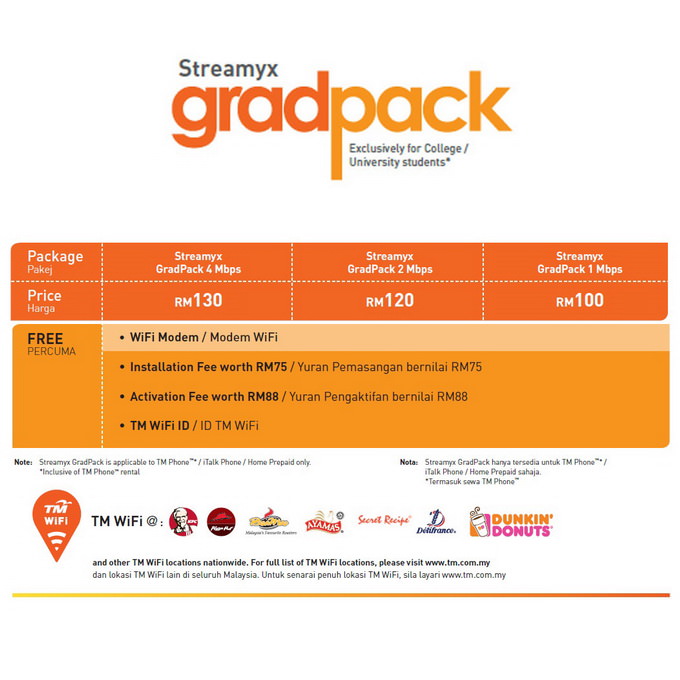 Streamyx
gradpack
Exclusively for College /
University students*
Package
Pakej
Streamyx
GradPack 4 Mbps
Streamyx
GradPack 2 Mbps
Streamyx
GradPack 1 Mbps
Price
Harga
RM130
RM120
RM100
FREE
PERCUMA
• WiFi Modem / Modem WiFi
• Installation Fee worth RM75 / Yuran Pemasangan bernilai RM75
• Activation Fee worth RM88 / Yuran Pengaktifan bernilai RM88
• TM WiFi ID / ID TM WiFi
Note: Streamyx GradPack is applicable to TM Phone™* / iTalk Phone / Home Prepaid only.
*Inclusive of TM Phone™ rental
Nota: Streamyx GradPack hanya tersedia untuk TM Phone™* /
iTalk Phone / Home Prepaid sahaja.
*Termasuk sewa TM Phone™
TM
WiFi
TM WiFi @ :
KFC
Pizza Hut
AYAMAS
Secret Recipe
Délifrance
DUNKIN'
DONUTS
and other TM WiFi locations nationwide. For full list of TM WiFi locations, please visit www.tm.com.my
dan lokasi TM WiFi lain di seluruh Malaysia. Untuk senarai penuh lokasi TM WiFi, sila layari www.tm.com.my